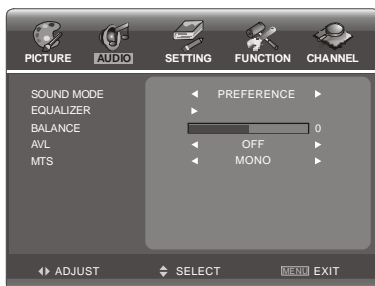 PICTURE AUDIO SETTING FUNCTION CHANNEL
SOUND MODE PREFERENCE
EQUALIZER
BALANCE 0
AVL OFF
MTS MONO
ADJUST SELECT MENU EXIT